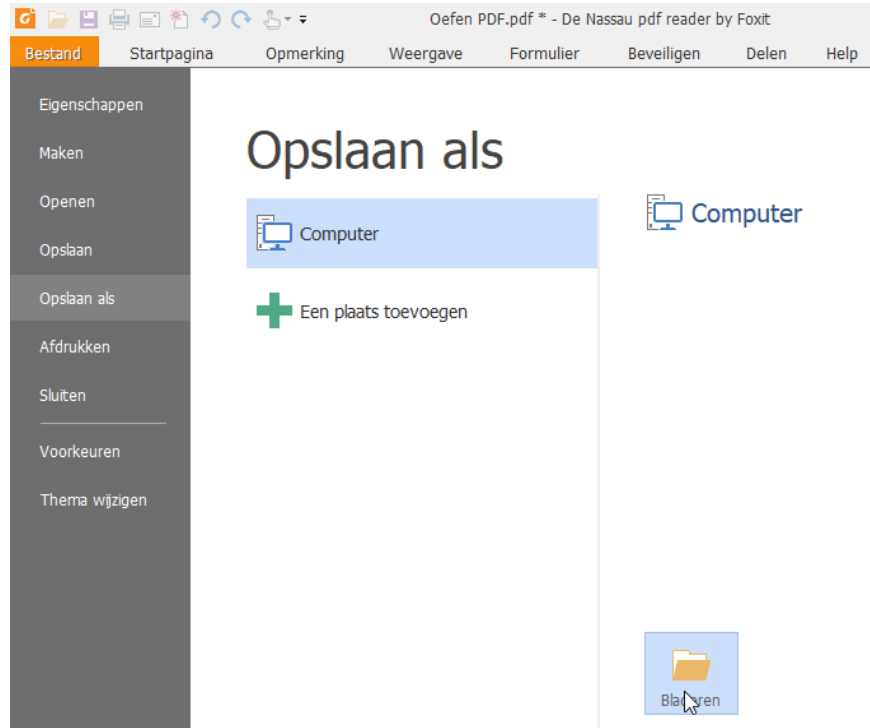 Oefen PDF.pdf * - De Nassau pdf reader by Foxit
Bestand Startpagina Opmerking Weergave Formulier Beveiligen Delen Help
Eigenschappen
Maken
Openen
Opslaan
Opslaan als
Afdrukken
Sluiten
Voorkeuren
Thema wijzigen
Opslaan als
Computer
Een plaats toevoegen
Computer
Bladeren